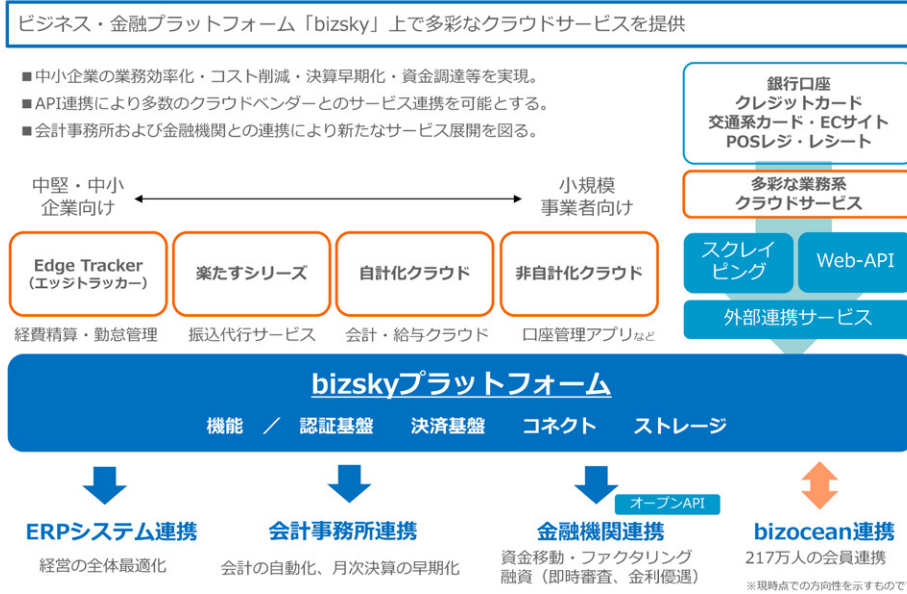 ビジネス・金融プラットフォーム「bizsky」上で多彩なクラウドサービスを提供
■中小企業の業務効率化・コスト削減・決算早期化・資金調達等を実現。
■API連携により多数のクラウドベンダーとのサービス連携を可能とする。
■会計事務所および金融機関との連携により新たなサービス展開を図る。
銀行口座
クレジットカード
交通系カード・ECサイト
POSレジ・レシート
多彩な業務系
クラウドサービス
スクレイ
ピング
Web-API
外部連携サービス
中堅・中小
企業向け
小規模
事業者向け
Edge Tracker
(エッジトラッカー)
楽たすシリーズ
自計化クラウド
非自計化クラウド
経費精算・勤怠管理
振込代行サービス
会計・給与クラウド
口座管理アプリなど
bizskyプラットフォーム
機能 ／ 認証基盤 決済基盤 コネクト ストレージ
ERPシステム連携
経営の全体最適化
会計事務所連携
会計の自動化、月次決算の早期化
オープンAPI
金融機関連携
資金移動・ファクタリング
融資（即時審査、金利優遇）
bizocean連携
217万人の会員連携
※現時点での方向性を示すもので